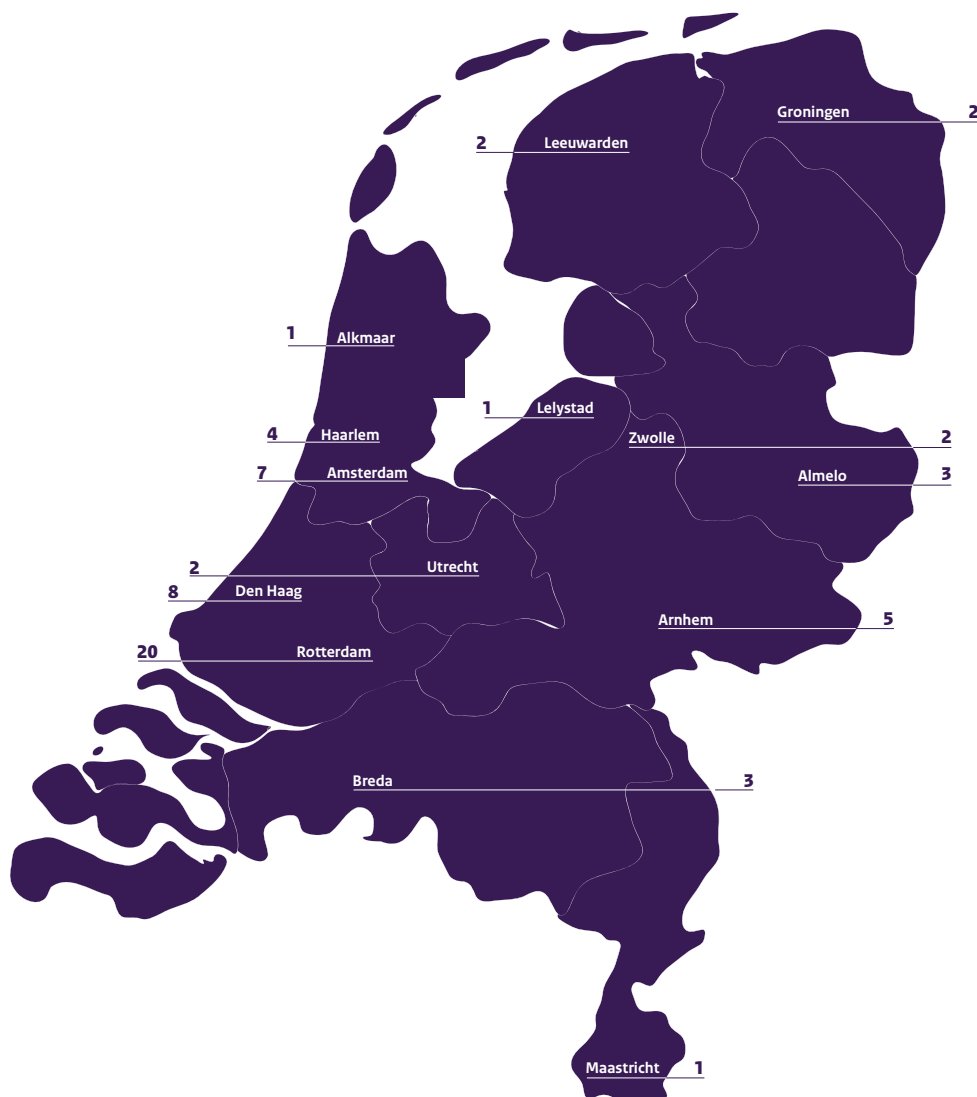 Groningen 2
2 Leeuwarden
1 Alkmaar
1 Lelystad
4 Haarlem
Zwolle 2
7 Amsterdam
Almelo 3
2 Utrecht
8 Den Haag
Arnhem 5
20 Rotterdam
Breda 3
Maastricht 1